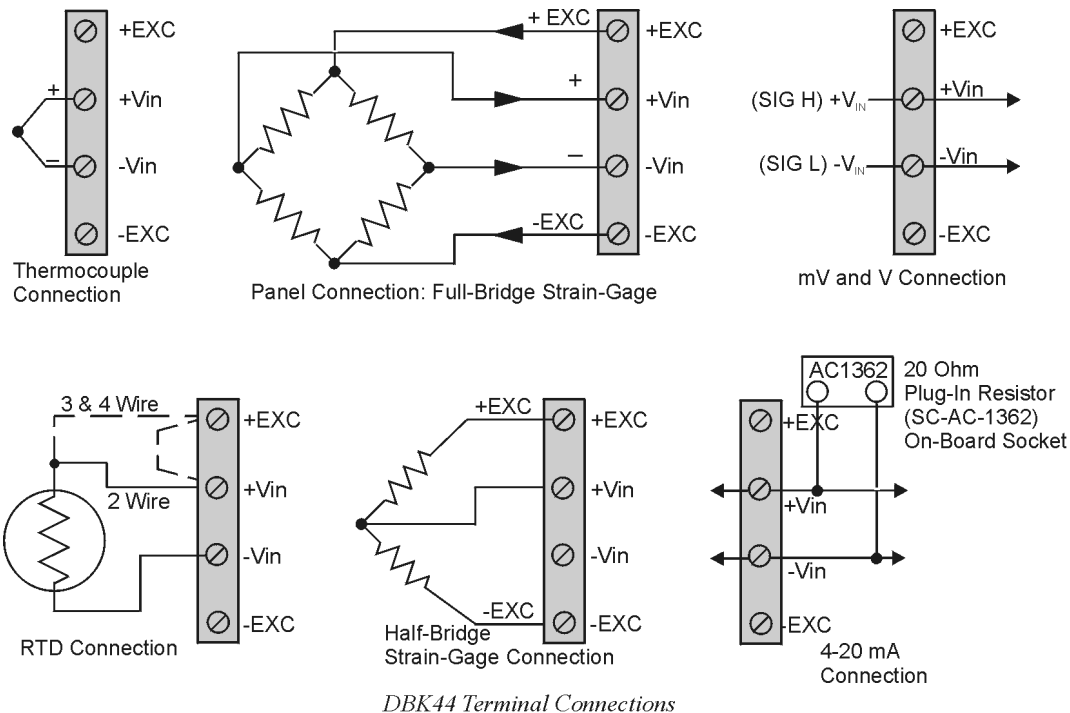 +EXC
+
+Vin
–
-Vin
-EXC
Thermocouple
Connection
+ EXC
+EXC
+
+Vin
–
-Vin
-EXC
-EXC
Panel Connection: Full-Bridge Strain-Gage
+EXC
(SIG H) +VIN
+Vin
(SIG L) -VIN
-Vin
-EXC
mV and V Connection
3 & 4 Wire
+EXC
2 Wire
+Vin
-Vin
-EXC
RTD Connection
+EXC
+EXC
+Vin
-Vin
-EXC
-EXC
Half-Bridge
Strain-Gage Connection
AC1362
20 Ohm
Plug-In Resistor
(SC-AC-1362)
On-Board Socket
+EXC
+Vin
-Vin
-EXC
4-20 mA
Connection
DBK44 Terminal Connections